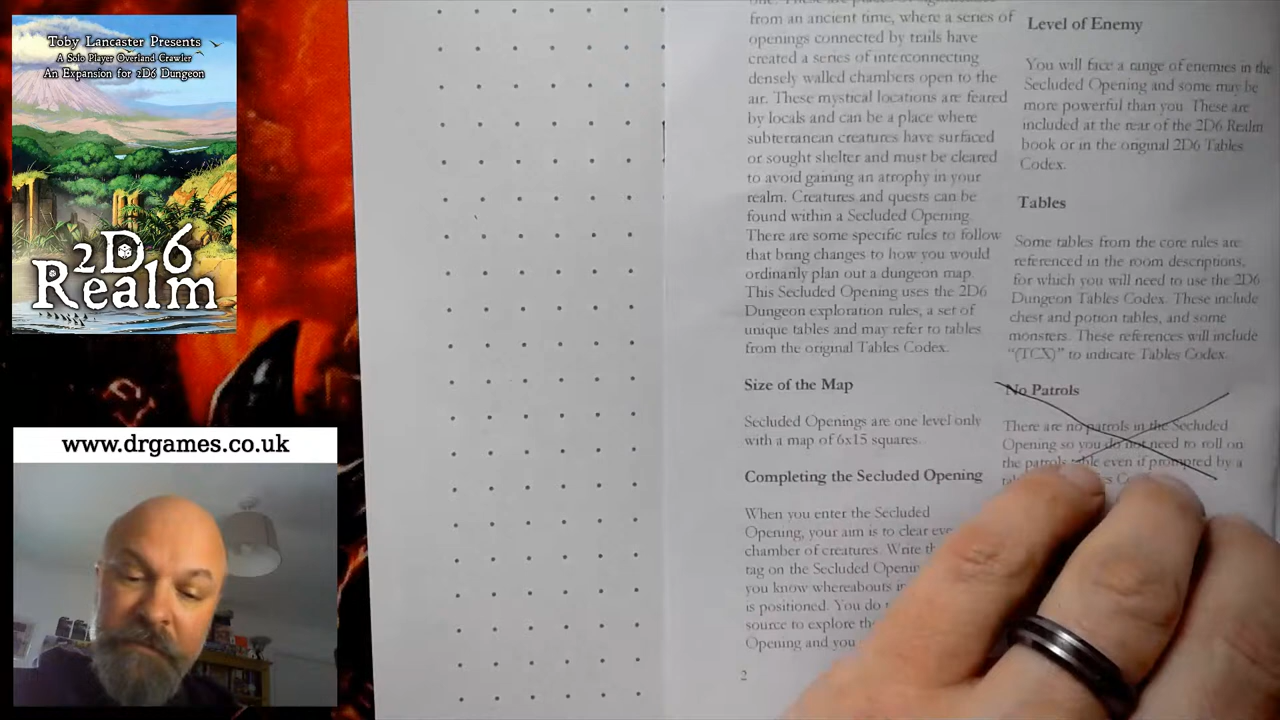 Toby Lancaster Presents
A Solo Player Overland Crawler
An Expansion for 2D6 Dungeon
2D6
Realm
www.drgames.co.uk
from an ancient time, where a series of
openings connected by trails have
created a series of interconnecting
densely walled chambers open to the
air. These mystical locations are feared
by locals and can be a place where
subterranean creatures have surfaced
or sought shelter and must be cleared
to avoid gaining an atrophy in your
realm. Creatures and quests can be
found within a Secluded Opening.
There are some specific rules to follow
that bring changes to how you would
ordinarily plan out a dungeon map.
This Secluded Opening uses the 2D6
Dungeon exploration rules, a set of
unique tables and may refer to tables
from the original Tables Codex.
Size of the Map
Secluded Openings are one level only
with a map of 6x15 squares.
Completing the Secluded Opening
When you enter the Secluded
Opening, your aim is to clear
chamber of creatures. Write
tag on the Secluded
you know whereabouts
is positioned. You do
source to explore
Opening and you
2
Level of Enemy
You will face a range of enemies in the
Secluded Opening and some may be
more powerful than you. These are
included at the rear of the 2D6 Realm
book or in the original 2D6 Tables
Codex.
Tables
Some tables from the core rules are
referenced in the room descriptions,
for which you will need to use the 2D6
Dungeon Tables Codex. These include
chest and potion tables, and some
monsters. These references will include
"(TCX)" to indicate Tables Codex.
No Patrols
There are no patrols in the Secluded
Opening so you do not need to roll on
the patrols table even if prompted by a